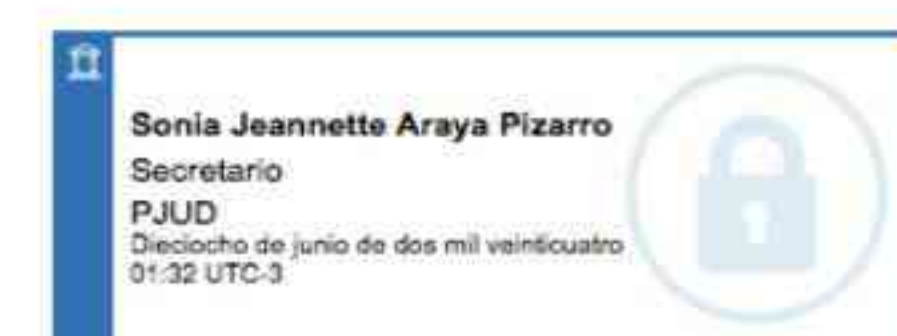 Sonia Jeannette Araya Pizarro
Secretario
PJUD
Dieciocho de junio de dos mil veinticuatro
01:32 UTC-3